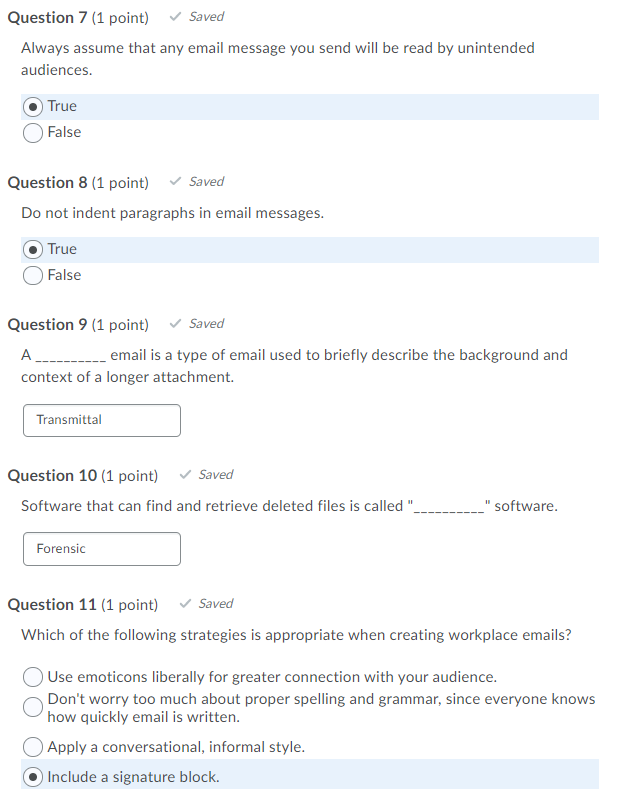 Question 7 (1 point) Saved
Always assume that any email message you send will be read by unintended
audiences.
True
False
Question 8 (1 point) Saved
Do not indent paragraphs in email messages.
True
False
Question 9 (1 point) Saved
A __________ email is a type of email used to briefly describe the background and
context of a longer attachment.
Transmittal
Question 10 (1 point) Saved
Software that can find and retrieve deleted files is called "__________" software.
Forensic
Question 11 (1 point) Saved
Which of the following strategies is appropriate when creating workplace emails?
Use emoticons liberally for greater connection with your audience.
Don't worry too much about proper spelling and grammar, since everyone knows
how quickly email is written.
Apply a conversational, informal style.
Include a signature block.